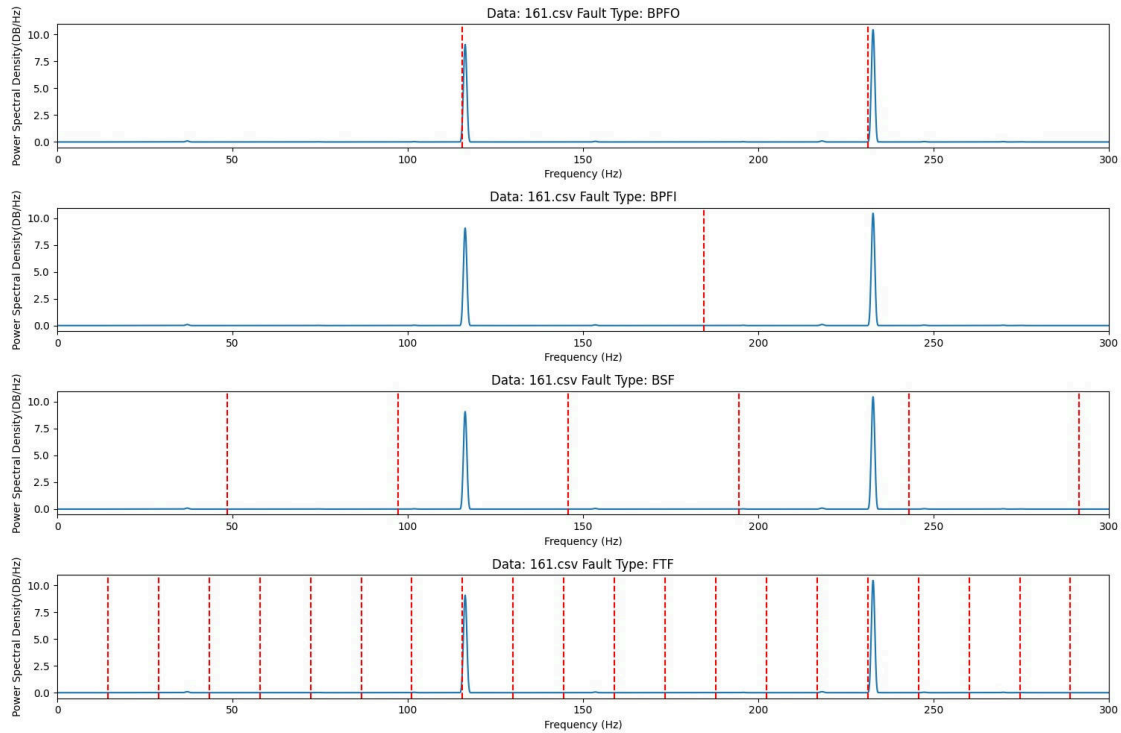 Data: 161.csv Fault Type: BPFO
Power Spectral Density(DB/Hz)
10.0
7.5
5.0
2.5
0.0
0 50 100 150 200 250 300
Frequency (Hz)
Data: 161.csv Fault Type: BPFI
Power Spectral Density(DB/Hz)
10.0
7.5
5.0
2.5
0.0
0 50 100 150 200 250 300
Frequency (Hz)
Data: 161.csv Fault Type: BSF
Power Spectral Density(DB/Hz)
10.0
7.5
5.0
2.5
0.0
0 50 100 150 200 250 300
Frequency (Hz)
Data: 161.csv Fault Type: FTF
Power Spectral Density(DB/Hz)
10.0
7.5
5.0
2.5
0.0
0 50 100 150 200 250 300
Frequency (Hz)